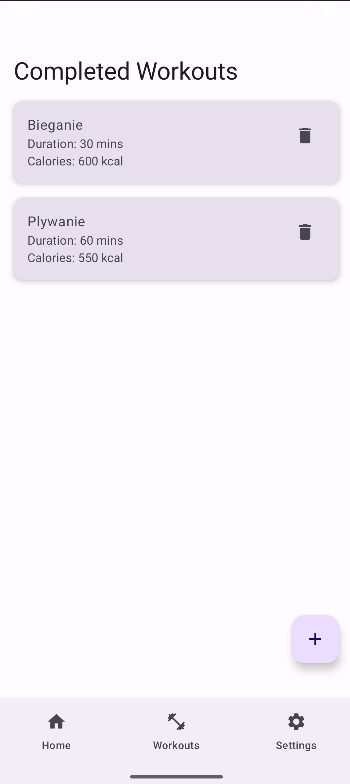 Completed Workouts
Bieganie
Duration: 30 mins
Calories: 600 kcal
Plywanie
Duration: 60 mins
Calories: 550 kcal
+
Home
Workouts
Settings